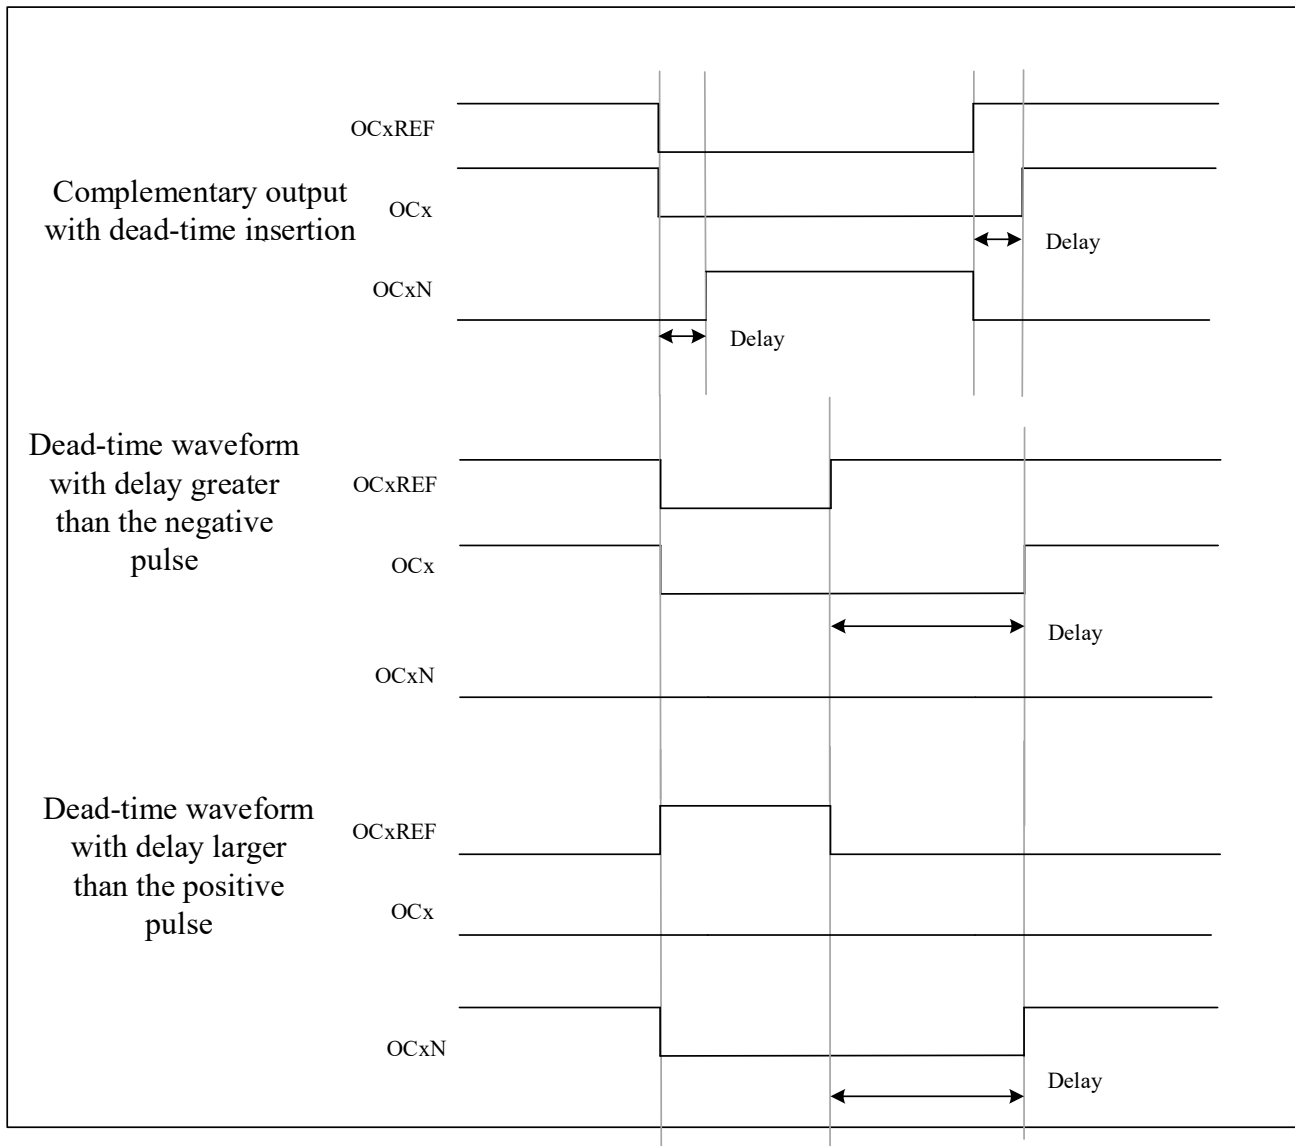 OCxREF
Complementary output
with dead-time insertion
OCx
Delay
OCxN
Delay
Dead-time waveform
with delay greater
than the negative
pulse
OCxREF
OCx
Delay
OCxN
Dead-time waveform
with delay larger
than the positive
pulse
OCxREF
OCx
OCxN
Delay